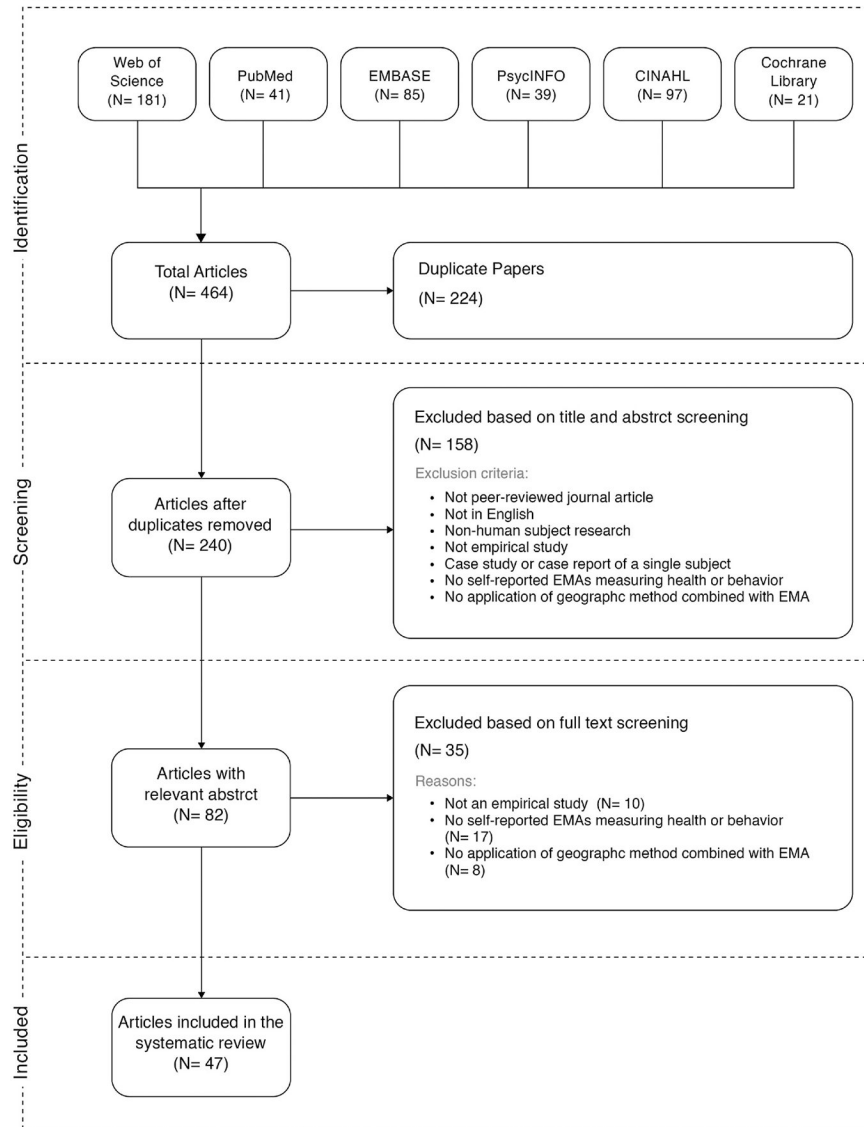 Identification
Web of
Science
(N= 181)
PubMed
(N= 41)
EMBASE
(N= 85)
PsycINFO
(N= 39)
CINAHL
(N= 97)
Cochrane
Library
(N= 21)
Total Articles
(N= 464)
Duplicate Papers
(N= 224)
Screening
Articles after
duplicates removed
(N= 240)
Excluded based on title and abstrct screening
(N= 158)
Exclusion criteria:
• Not peer-reviewed journal article
• Not in English
• Non-human subject research
• Not empirical study
• Case study or case report of a single subject
• No self-reported EMAs measuring health or behavior
• No application of geographc method combined with EMA
Eligibility
Articles with
relevant abstrct
(N= 82)
Excluded based on full text screening
(N= 35)
Reasons:
• Not an empirical study (N= 10)
• No self-reported EMAs measuring health or behavior
(N= 17)
• No application of geographc method combined with EMA
(N= 8)
Included
Articles included in the
systematic review
(N= 47)